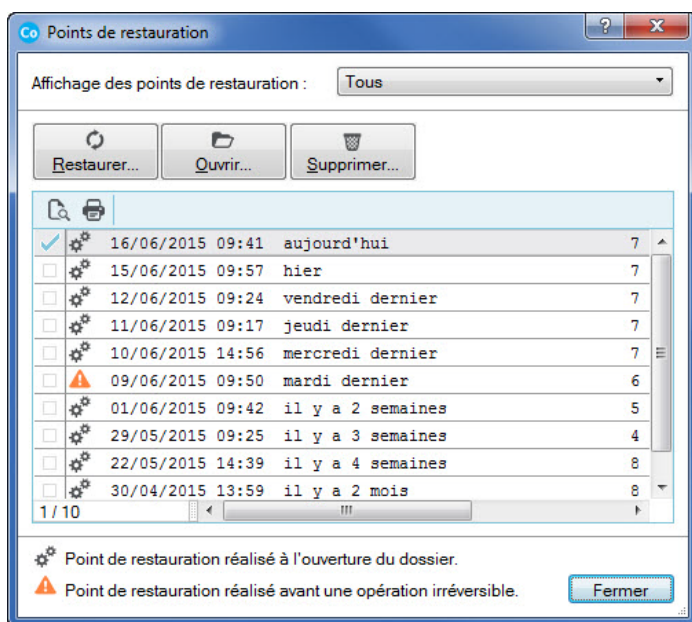 Co Points de restauration ?
Affichage des points de restauration : Tous
Restaurer... Ouvrir... Supprimer...
16/06/2015 09:41 aujourd'hui 7
15/06/2015 09:57 hier 7
12/06/2015 09:24 vendredi dernier 7
11/06/2015 09:17 jeudi dernier 7
10/06/2015 14:56 mercredi dernier 7
09/06/2015 09:50 mardi dernier 6
01/06/2015 09:42 il y a 2 semaines 5
29/05/2015 09:25 il y a 3 semaines 4
22/05/2015 14:39 il y a 4 semaines 8
30/04/2015 13:59 il y a 2 mois 8
1 / 10
Point de restauration réalisé à l'ouverture du dossier.
Point de restauration réalisé avant une opération irréversible. Fermer